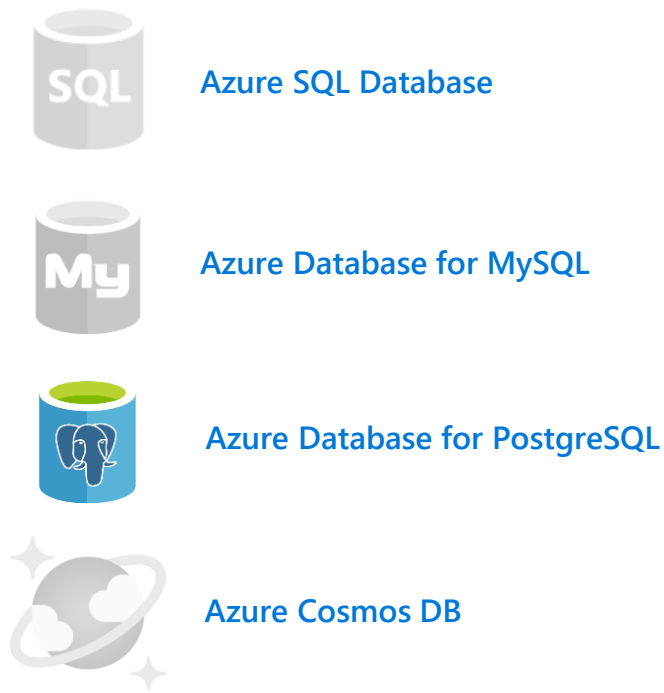 SQL
Azure SQL Database
My
Azure Database for MySQL
Azure Database for PostgreSQL
Azure Cosmos DB